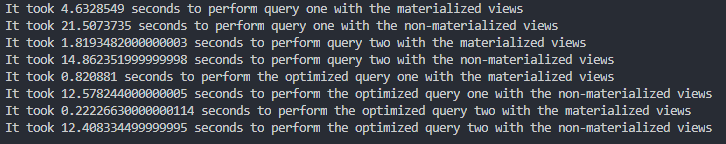 It took 4.6328549 seconds to perform query one with the materialized views
It took 21.5073735 seconds to perform query one with the non-materialized views
It took 1.8193482000000003 seconds to perform query two with the materialized views
It took 14.862351999999998 seconds to perform query two with the non-materialized views
It took 0.820881 seconds to perform the optimized query one with the materialized views
It took 12.578244000000005 seconds to perform the optimized query one with the non-materialized views
It took 0.22226630000000114 seconds to perform the optimized query two with the materialized views
It took 12.408334499999995 seconds to perform the optimized query two with the non-materialized views